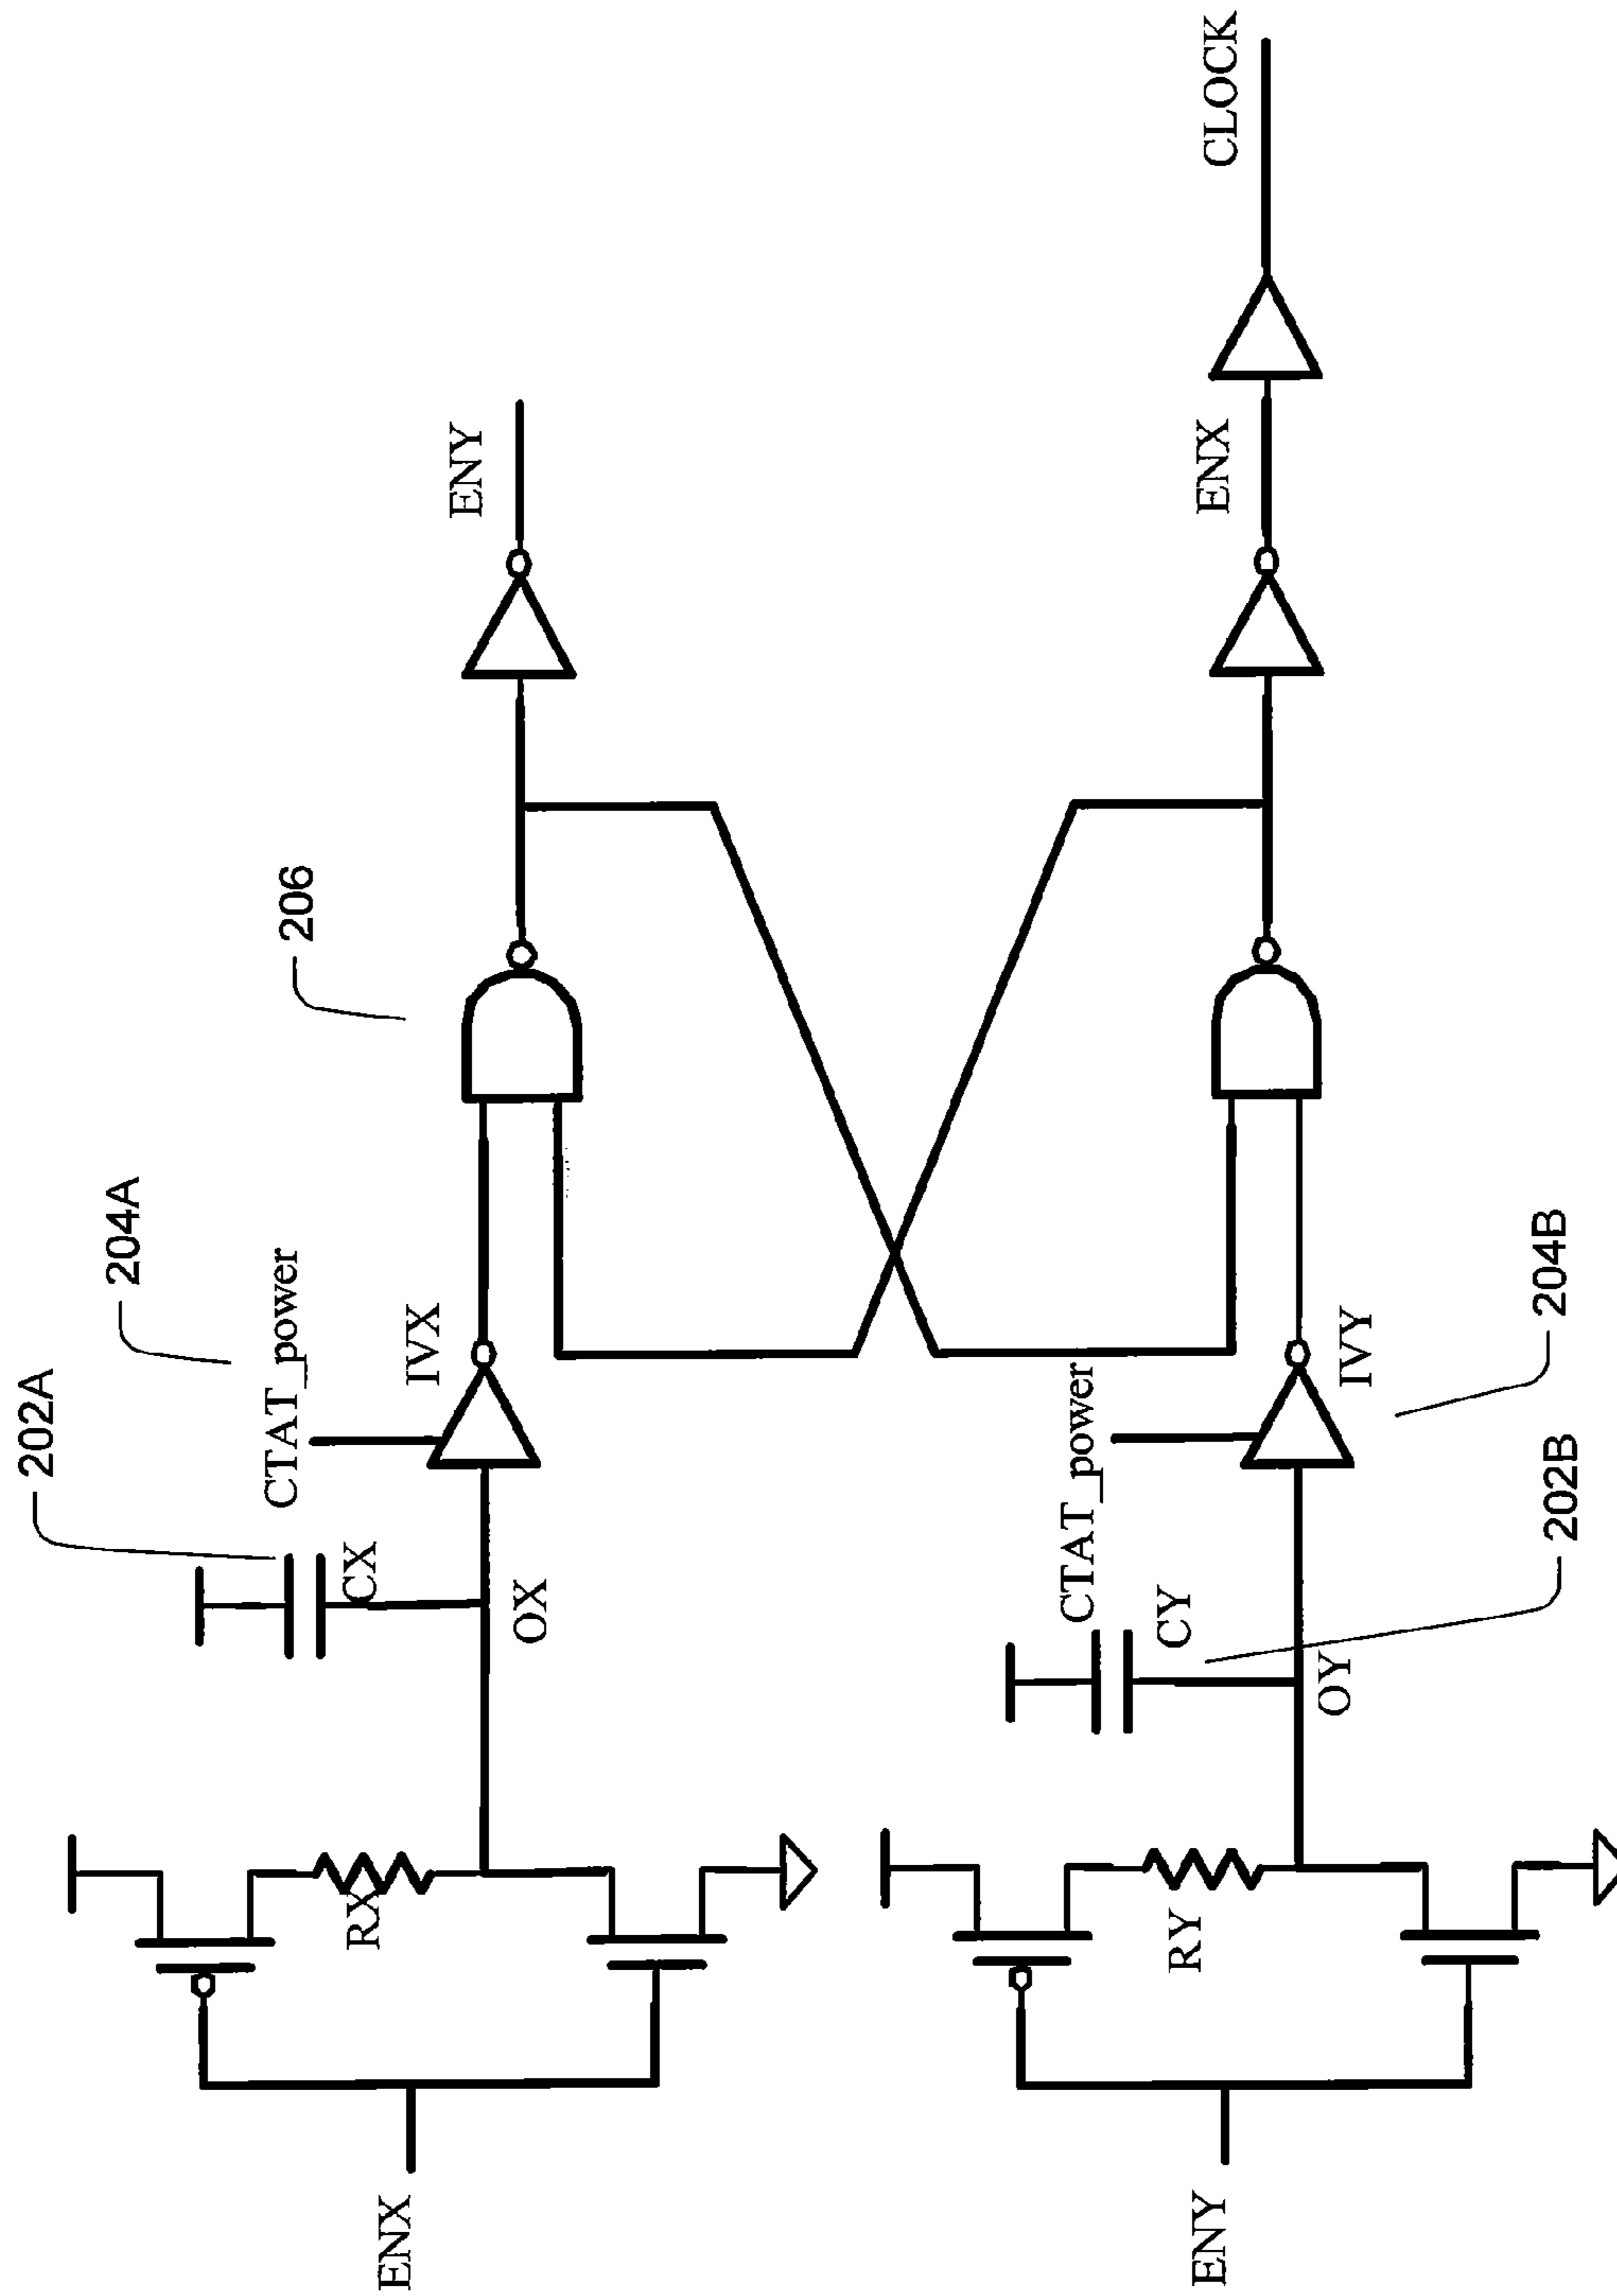 202A
204A
CTAT_power
CX
IVX
206
ENY
RX
OX
ENX
CTAT_power
CY
IVY
ENX
CLOCK
RY
OY
ENY
202B
204B